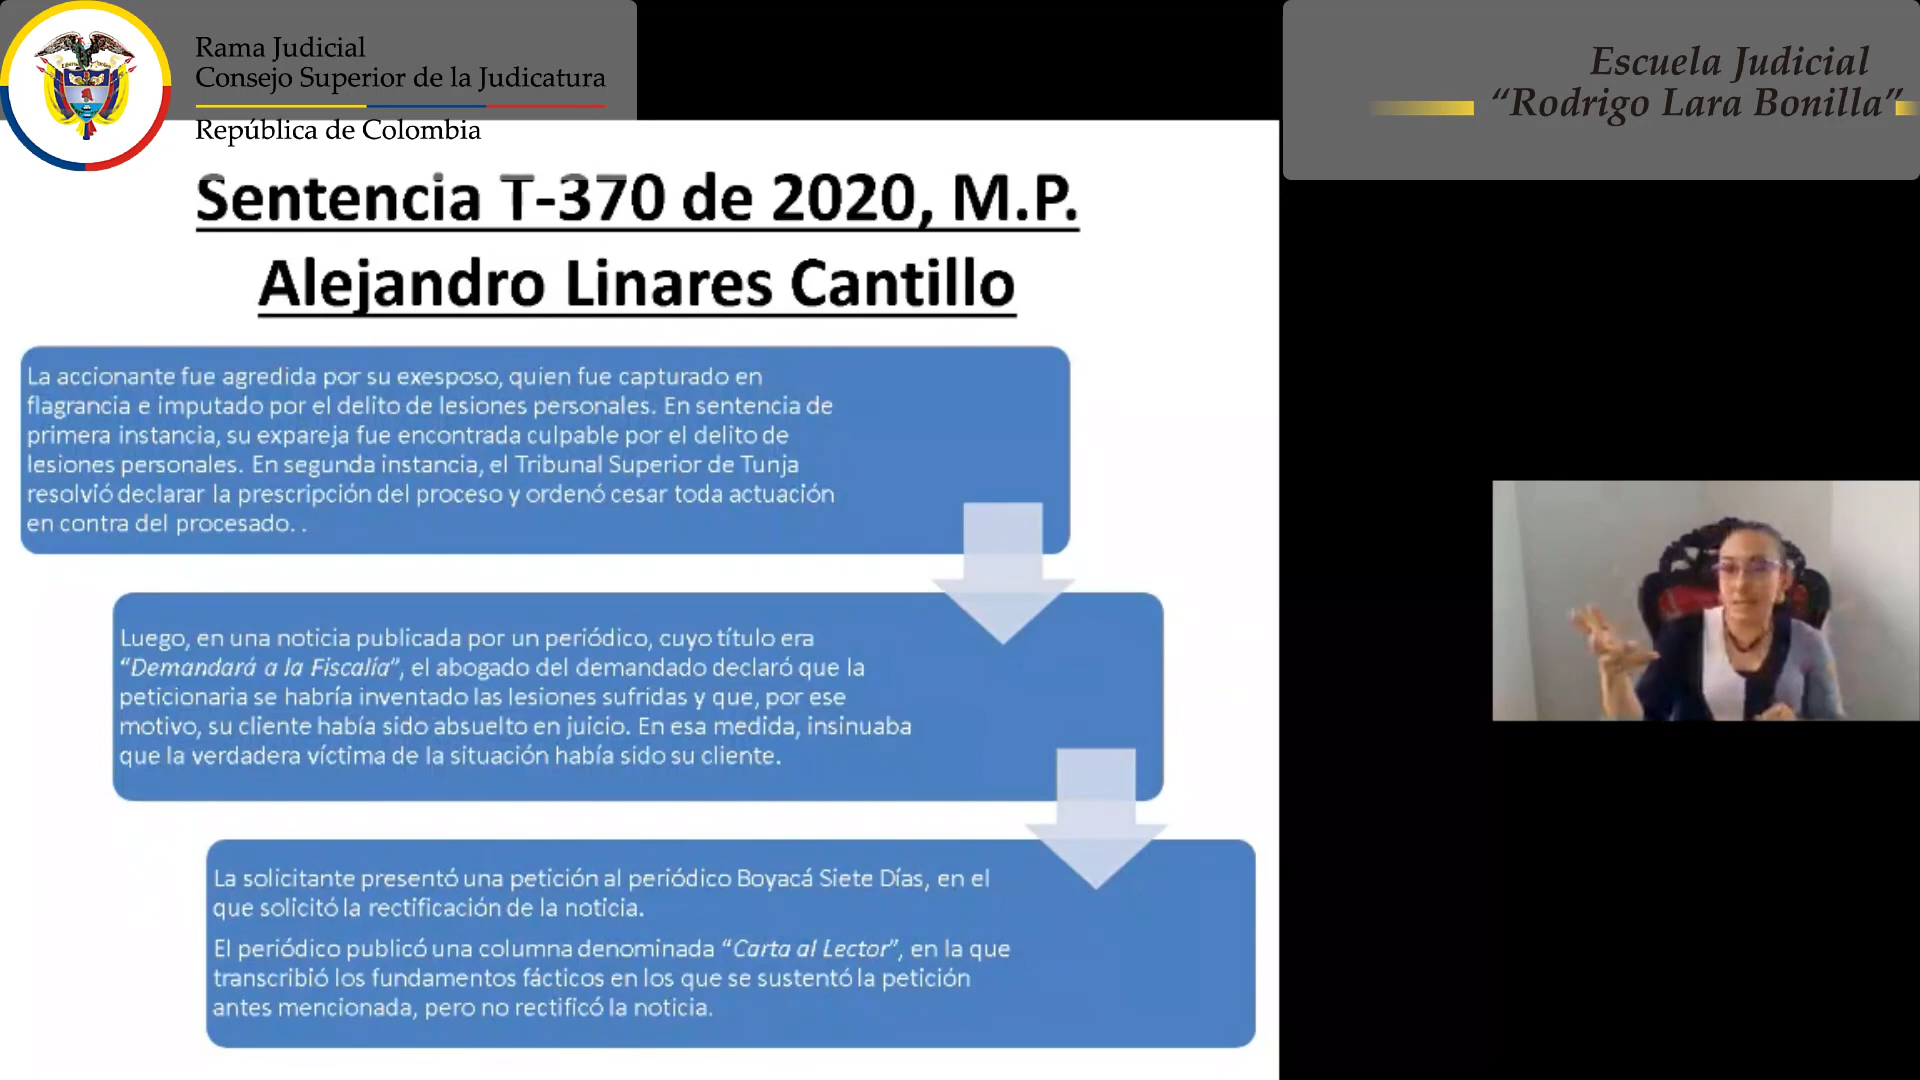 Rama Judicial
Consejo Superior de la Judicatura
República de Colombia
Escuela Judicial
“Rodrigo Lara Bonilla”
Sentencia T-370 de 2020, M.P.
Alejandro Linares Cantillo
La accionante fue agredida por su exesposo, quien fue capturado en
flagrancia e imputado por el delito de lesiones personales. En sentencia de
primera instancia, su expareja fue encontrada culpable por el delito de
lesiones personales. En segunda instancia, el Tribunal Superior de Tunja
resolvió declarar la prescripción del proceso y ordenó cesar toda actuación
en contra del procesado. .
Luego, en una noticia publicada por un periódico, cuyo título era
“Demandará a la Fiscalía”, el abogado del demandado declaró que la
peticionaria se habría inventado las lesiones sufridas y que, por ese
motivo, su cliente había sido absuelto en juicio. En esa medida, insinuaba
que la verdadera víctima de la situación había sido su cliente.
La solicitante presentó una petición al periódico Boyacá Siete Días, en el
que solicitó la rectificación de la noticia.
El periódico publicó una columna denominada “Carta al Lector”, en la que
transcribió los fundamentos fácticos en los que se sustentó la petición
antes mencionada, pero no rectificó la noticia.